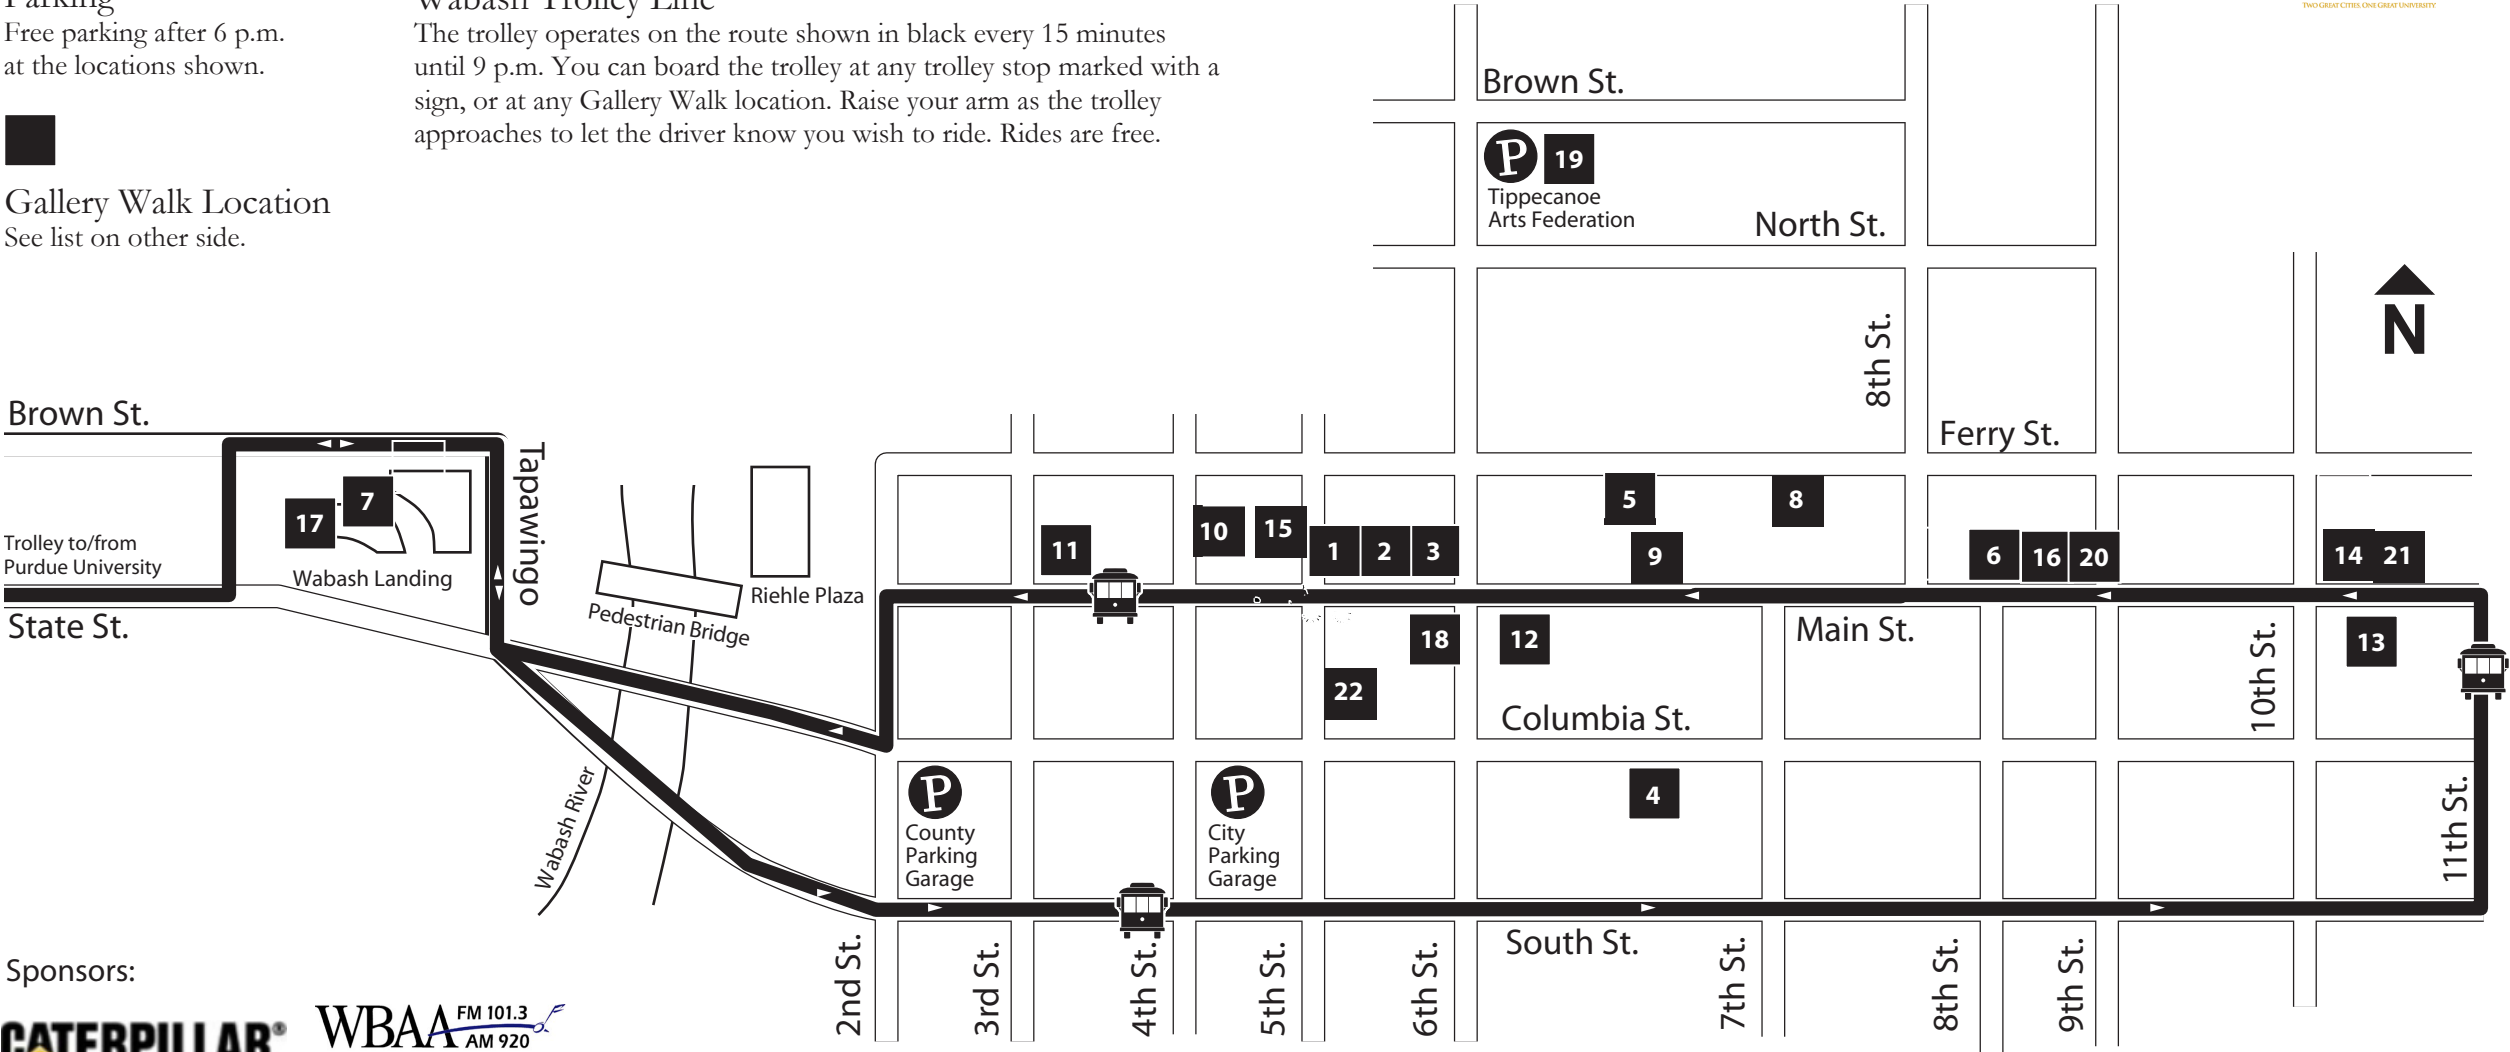 Parking
Free parking after 6 p.m.
at the locations shown.
Gallery Walk Location
See list on other side.
Wabash Trolley Line
The trolley operates on the route shown in black every 15 minutes
until 9 p.m. You can board the trolley at any trolley stop marked with a
sign, or at any Gallery Walk location. Raise your arm as the trolley
approaches to let the driver know you wish to ride. Rides are free.
TWO GREAT CITIES. ONE GREAT UNIVERSITY.
Brown St.
P 19
Tippecanoe
Arts Federation
North St.
8th St.
N
Ferry St.
Brown St.
Tapawingo
17
7
Trolley to/from
Purdue University
Wabash Landing
State St.
Pedestrian Bridge
Riehle Plaza
Wabash River
11
10
15
1
2
3
5
8
9
6
16
20
14
21
18
12
22
Main St.
13
10th St.
Columbia St.
P
County
Parking
Garage
P
City
Parking
Garage
4
11th St.
South St.
2nd St.
3rd St.
4th St.
5th St.
6th St.
7th St.
8th St.
9th St.
Sponsors:
CATERPILLAR®
WBAA FM 101.3
AM 920